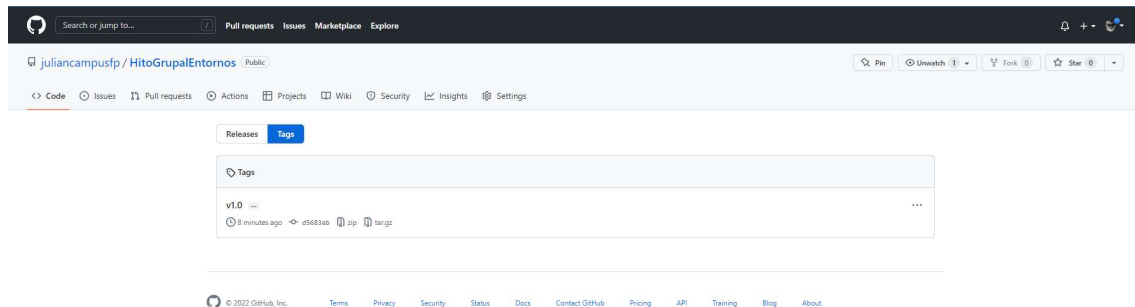 Search or jump to... / Pull requests Issues Marketplace Explore
juliancampusfp / HitoGrupalEntornos Public Pin Unwatch 1 Fork 0 Star 0
Code Issues Pull requests Actions Projects Wiki Security Insights Settings
Releases Tags
Tags
v1.0 ...
8 minutes ago d5683ab zip tar.gz
© 2022 GitHub, Inc. Terms Privacy Security Status Docs Contact GitHub Pricing API Training Blog About